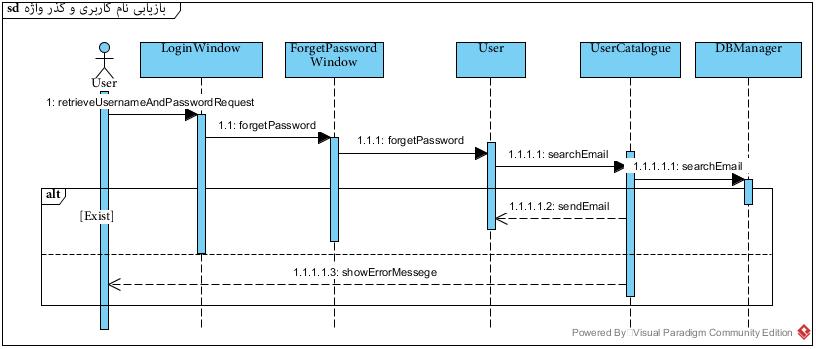 sd بازیابی نام کاربری و گذر واژه
LoginWindow
ForgetPassword
Window
User
UserCatalogue
DBManager
User
1: retrieveUsernameAndPasswordRequest
1.1: forgetPassword
1.1.1: forgetPassword
1.1.1.1: searchEmail
1.1.1.1.1: searchEmail
alt
[Exist]
1.1.1.1.2: sendEmail
1.1.1.1.3: showErrorMessege
Powered By Visual Paradigm Community Edition